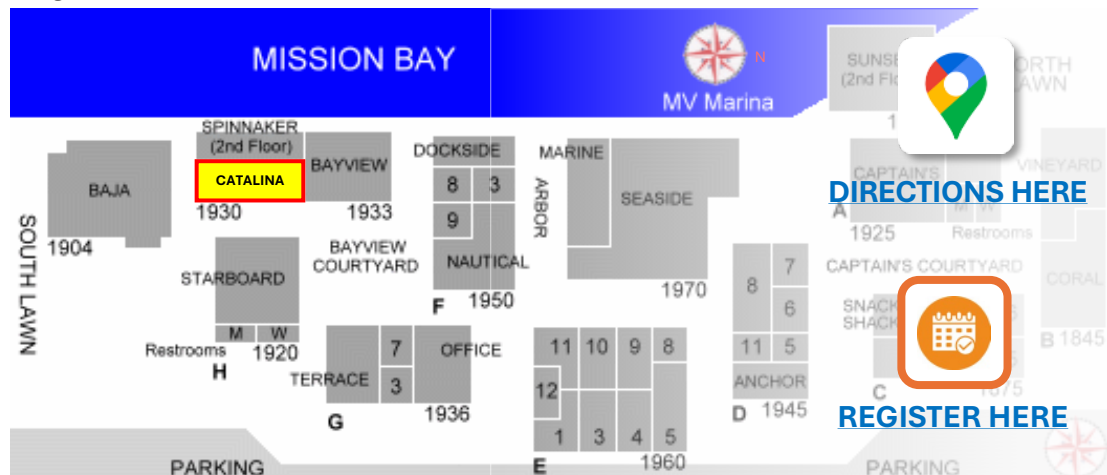 MISSION BAY
N
MV Marina
SUNS
(2nd Flo
ORTH
AWN
SPINNAKER
(2nd Floor)
CATALINA
BAYVIEW
1930
1933
BAJA
1904
SOUTH LAWN
DOCKSIDE
8 3
9
NAUTICAL
F 1950
MARINE
ARBOR
SEASIDE
1970
CAPTAIN'S
VINEYARD
DIRECTIONS HERE
A
M W
1925
Restrooms
STARBOARD
BAYVIEW
COURTYARD
M W
Restrooms 1920
H
7
8
6
11 5
ANCHOR
D 1945
CAPTAIN'S COURTYARD
CORAL
SNACK
SHACK
B 1845
C
1675
REGISTER HERE
TERRACE
7
3
OFFICE
G
1936
11 10 9 8
12
1 3 4 5
E 1960
PARKING
PARKING